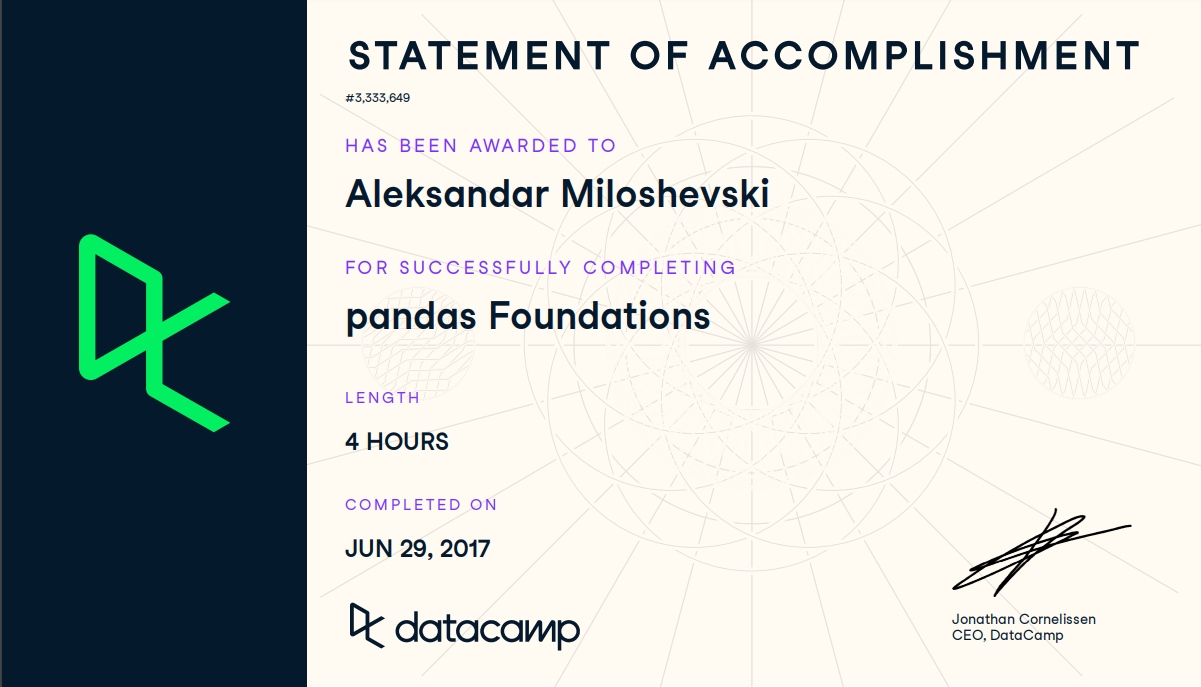 STATEMENT OF ACCOMPLISHMENT
#3,333,649
HAS BEEN AWARDED TO
Aleksandar Miloshevski
FOR SUCCESSFULLY COMPLETING
pandas Foundations
LENGTH
4 HOURS
COMPLETED ON
JUN 29, 2017
datacamp
Jonathan Cornelissen
CEO, DataCamp